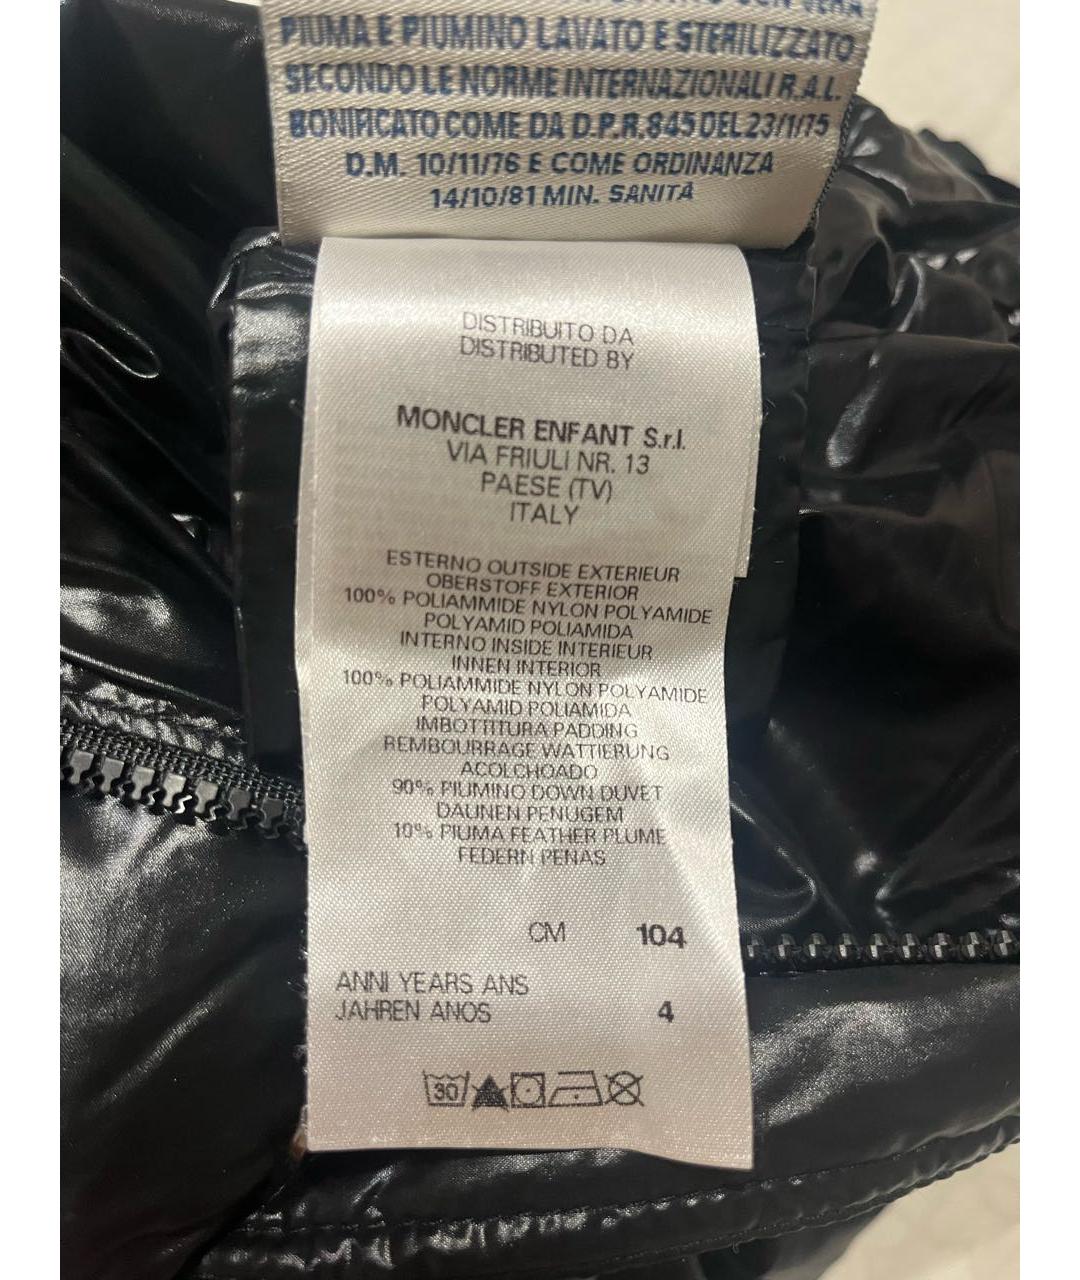 CON VERA
PIUMA E PIUMINO LAVATO E STERILIZZATO
SECONDO LE NORME INTERNAZIONALI R.A.L.
BONIFICATO COME DA D.P.R.845 DEL 23/1/75
D.M. 10/11/76 E COME ORDINANZA
14/10/81 MIN. SANITÀ
DISTRIBUITO DA
DISTRIBUTED BY
MONCLER ENFANT S.r.l.
VIA FRIULI NR. 13
PAESE (TV)
ITALY
ESTERNO OUTSIDE EXTERIEUR
OBERSTOFF EXTERIOR
100% POLIAMMIDE NYLON POLYAMIDE
POLYAMID POLIAMIDA
INTERNO INSIDE INTERIEUR
INNEN INTERIOR
100% POLIAMMIDE NYLON POLYAMIDE
POLYAMID POLIAMIDA
IMBOTTITURA PADDING
REMBOURRAGE WATTIERUNG
ACOLCHOADO
90% PIUMINO DOWN DUVET
DAUNEN PENUGEM
10% PIUMA FEATHER PLUME
FEDERN PENAS
CM 104
ANNI YEARS ANS
JAHREN ANOS 4
30